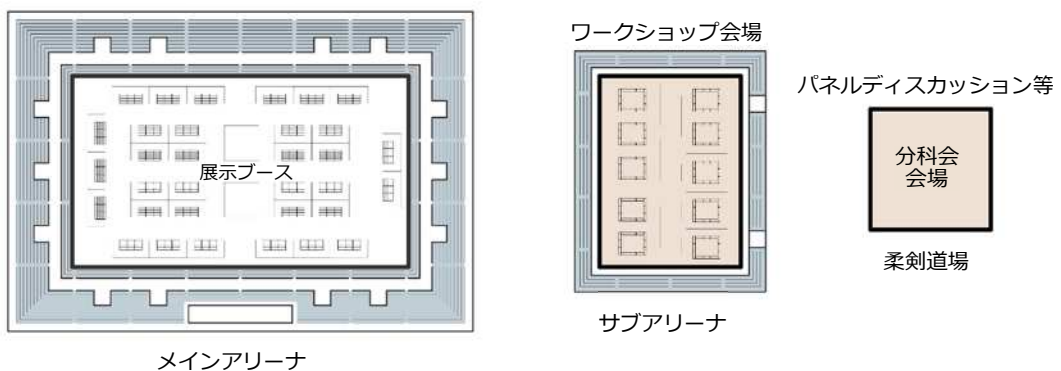 展示ブース
メインアリーナ
ワークショップ会場
サブアリーナ
パネルディスカッション等
分科会
会場
柔剣道場